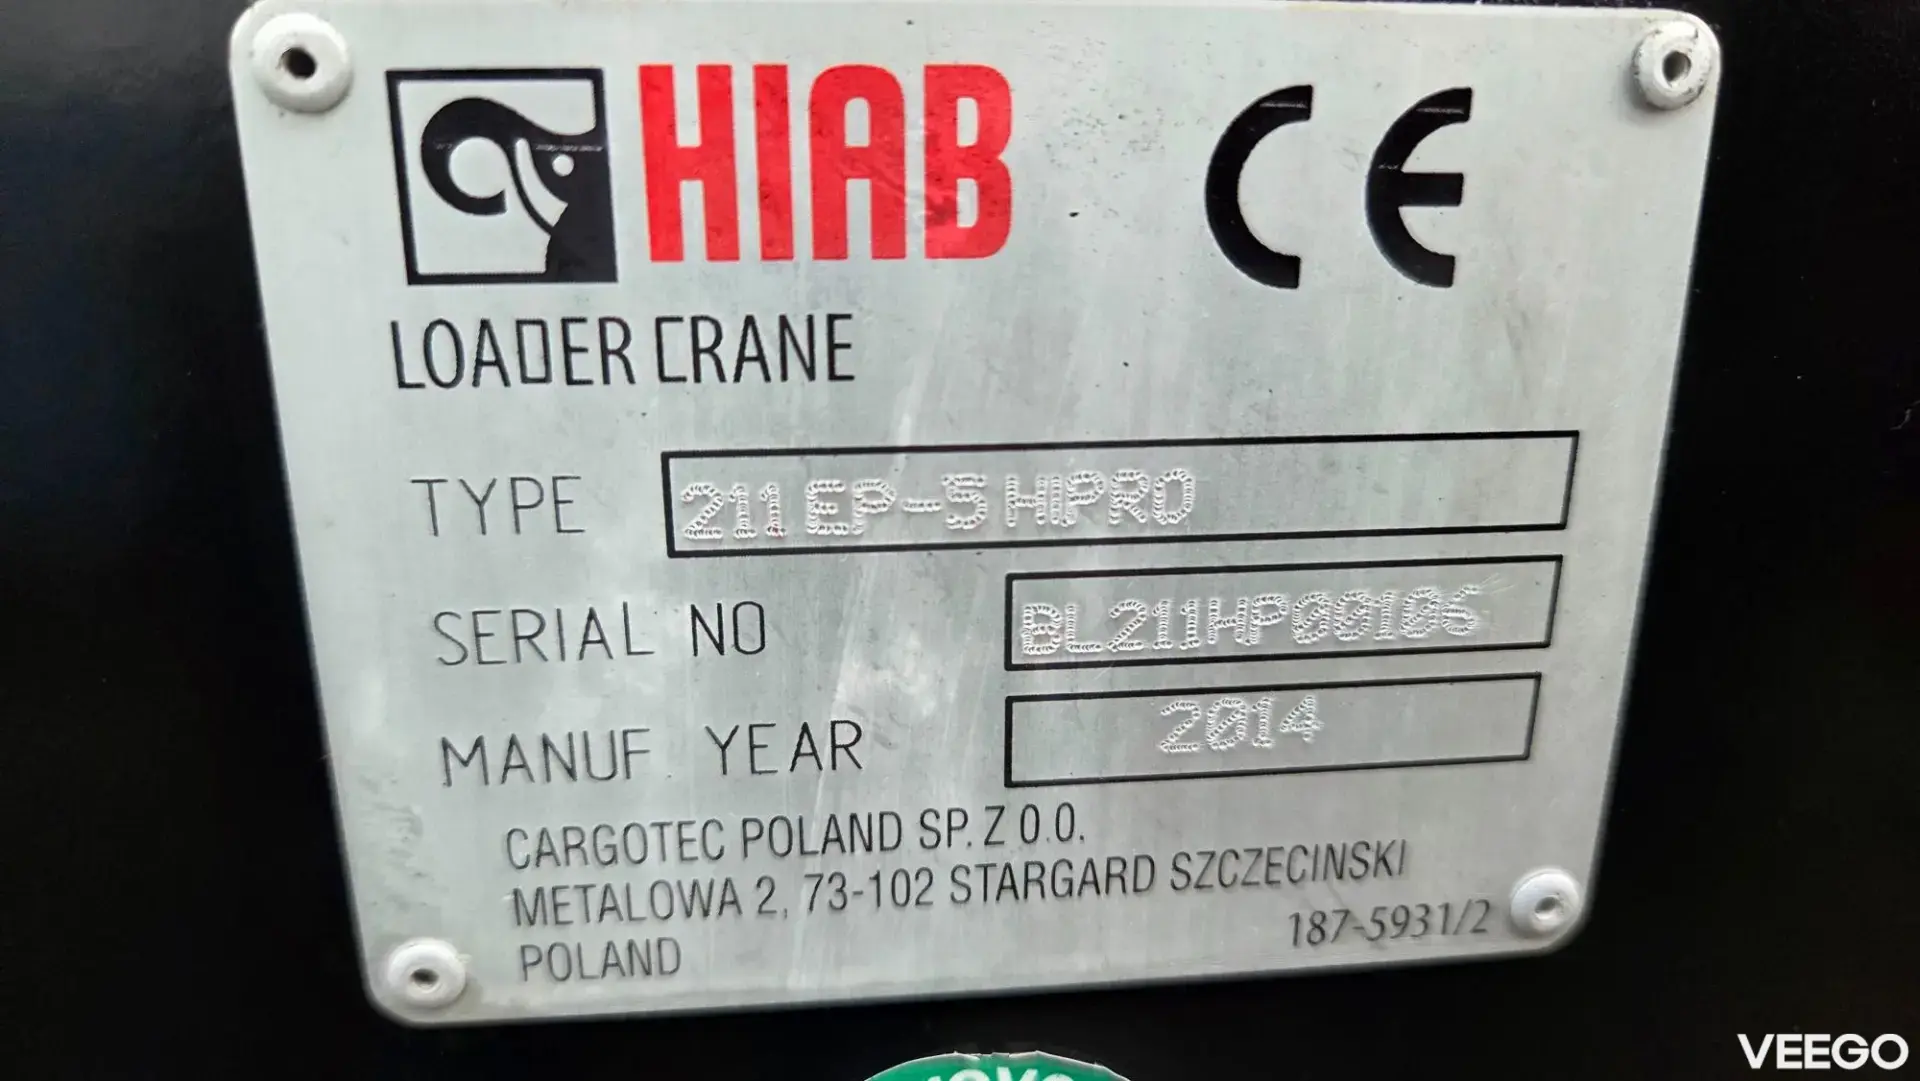 HIAB CE
LOADER CRANE
TYPE 211 EP-5 HIPRO
SERIAL NO BL211HP00106
MANUF. YEAR 2014
CARGOTEC POLAND SP. Z O.O.
METALOWA 2, 73-102 STARGARD SZCZECINSKI
POLAND
187-5931/2
VEEGO